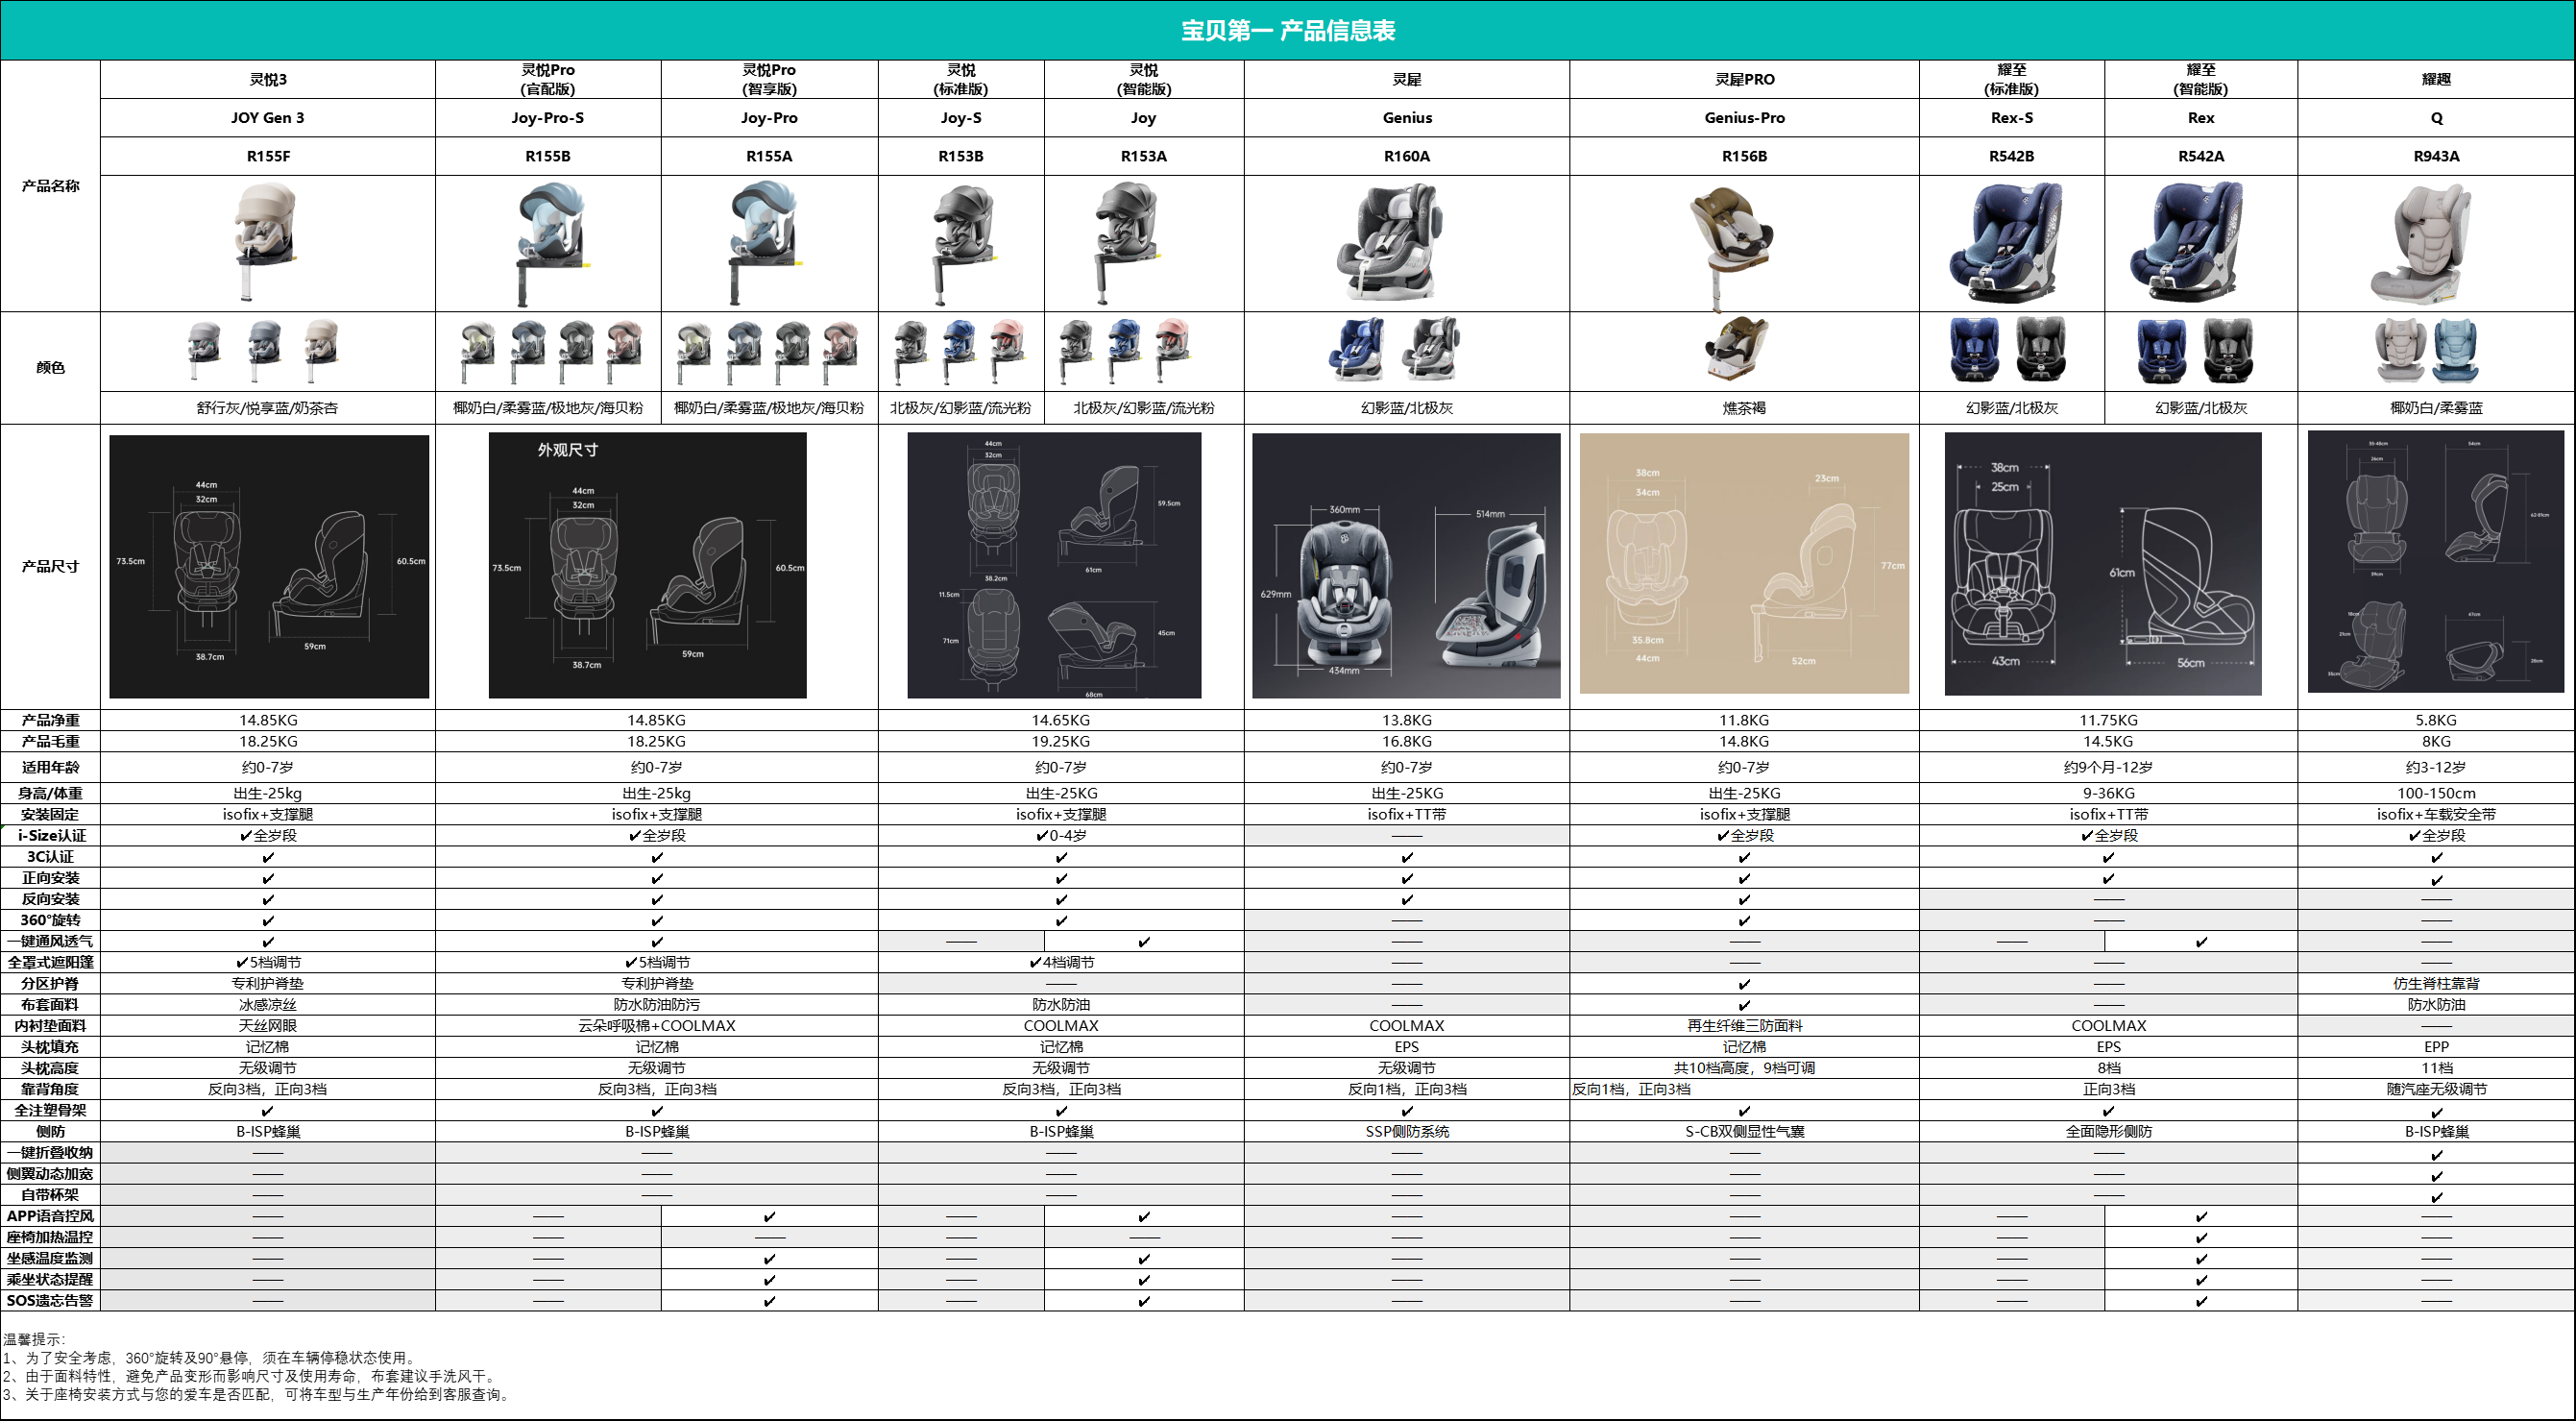 宝贝第一 产品信息表
产品名称 灵悦3 灵悦Pro (官配版) 灵悦Pro (智享版) 灵悦 (标准版) 灵悦 (智能版) 灵犀 灵犀PRO 耀至 (标准版) 耀至 (智能版) 耀趣
JOY Gen 3 Joy-Pro-S Joy-Pro Joy-S Joy Genius Genius-Pro Rex-S Rex Q
R155F R155B R155A R153B R153A R160A R156B R542B R542A R943A
颜色 舒行灰/悦享蓝/奶茶杏 椰奶白/柔雾蓝/极地灰/海贝粉 椰奶白/柔雾蓝/极地灰/海贝粉 北极灰/幻影蓝/流光粉 北极灰/幻影蓝/流光粉 幻影蓝/北极灰 燋茶褐 幻影蓝/北极灰 幻影蓝/北极灰 椰奶白/柔雾蓝
产品尺寸
44cm 32cm 73.5cm 60.5cm 59cm 38.7cm
外观尺寸
44cm 32cm 73.5cm 60.5cm 59cm 38.7cm
44cm 32cm 59.5cm 61cm 38.2cm 11.5cm 71cm 45cm 68cm
360mm 514mm 629mm 434mm
38cm 34cm 23cm 77cm 35.8cm 44cm 52cm
38cm 25cm 61cm 43cm 56cm
54cm 26cm 39cm 47cm
产品净重 14.85KG 14.85KG 14.65KG 13.8KG 11.8KG 11.75KG 5.8KG
产品毛重 18.25KG 18.25KG 19.25KG 16.8KG 14.8KG 14.5KG 8KG
适用年龄 约0-7岁 约0-7岁 约0-7岁 约0-7岁 约0-7岁 约9个月-12岁 约3-12岁
身高/体重 出生-25kg 出生-25kg 出生-25KG 出生-25KG 出生-25KG 9-36KG 100-150cm
安装固定 isofix+支撑腿 isofix+支撑腿 isofix+支撑腿 isofix+TT带 isofix+支撑腿 isofix+TT带 isofix+车载安全带
i-Size认证 ✔全岁段 ✔全岁段 ✔0-4岁 —— ✔全岁段 ✔全岁段 ✔全岁段
3C认证 ✔ ✔ ✔ ✔ ✔ ✔ ✔
正向安装 ✔ ✔ ✔ ✔ ✔ ✔ ✔
反向安装 ✔ ✔ ✔ ✔ ✔ —— ——
360°旋转 ✔ ✔ ✔ —— ✔ —— ——
一键通风透气 ✔ ✔ —— ✔ —— —— —— ✔ ——
全罩式遮阳篷 ✔5档调节 ✔5档调节 ✔4档调节 —— —— —— ——
分区护脊 专利护脊垫 专利护脊垫 —— —— ✔ —— 仿生脊柱靠背
布套面料 冰感凉丝 防水防油防污 防水防油 —— ✔ —— 防水防油
内衬垫面料 天丝网眼 云朵呼吸棉+COOLMAX COOLMAX COOLMAX 再生纤维三防面料 COOLMAX ——
头枕填充 记忆棉 记忆棉 记忆棉 EPS 记忆棉 EPS EPP
头枕高度 无级调节 无级调节 无级调节 无级调节 共10档高度，9档可调 8档 11档
靠背角度 反向3档，正向3档 反向3档，正向3档 反向3档，正向3档 反向1档，正向3档 反向1档，正向3档 正向3档 随汽座无级调节
全注塑骨架 ✔ ✔ ✔ ✔ ✔ ✔ ✔
侧防 B-ISP蜂巢 B-ISP蜂巢 B-ISP蜂巢 SSP侧防系统 S-CB双侧显性气囊 全面隐形侧防 B-ISP蜂巢
一键折叠收纳 —— —— —— —— —— —— ✔
侧翼动态加宽 —— —— —— —— —— —— ✔
自带杯架 —— —— —— —— —— —— ✔
APP语音控风 —— —— ✔ —— ✔ —— —— —— ✔ ——
座椅加热温控 —— —— —— —— —— —— —— —— ✔ ——
坐感温度监测 —— —— ✔ —— ✔ —— —— —— ✔ ——
乘坐状态提醒 —— —— ✔ —— ✔ —— —— —— ✔ ——
SOS遗忘告警 —— —— ✔ —— ✔ —— —— —— ✔ ——
温馨提示:
1、为了安全考虑，360°旋转及90°悬停，须在车辆停稳状态使用。
2、由于面料特性，避免产品变形而影响尺寸及使用寿命，布套建议手洗风干。
3、关于座椅安装方式与您的爱车是否匹配，可将车型与生产年份给到客服查询。